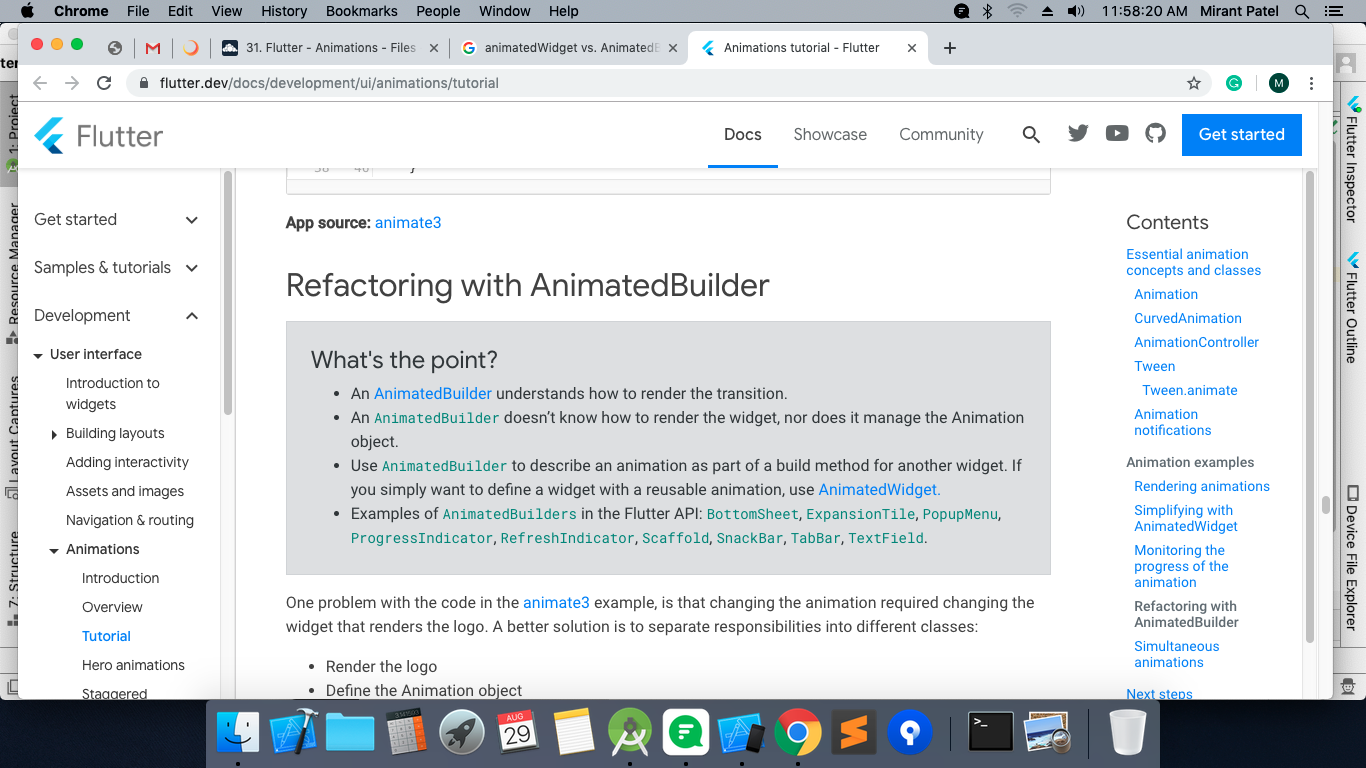 Chrome File Edit View History Bookmarks People Window Help 11:58:20 AM Mirant Patel
31. Flutter - Animations - Files
animatedWidget vs. AnimatedB
Animations tutorial - Flutter
flutter.dev/docs/development/ui/animations/tutorial
M
Flutter
Docs Showcase Community Get started
1: Project
Resource Manager
Layout Captures
7: Structure
Get started
Samples & tutorials
Development
User interface
Introduction to
widgets
Building layouts
Adding interactivity
Assets and images
Navigation & routing
Animations
Introduction
Overview
Tutorial
Hero animations
Staggered
App source: animate3
Refactoring with AnimatedBuilder
What's the point?
• An AnimatedBuilder understands how to render the transition.
• An AnimatedBuilder doesn't know how to render the widget, nor does it manage the Animation
object.
• Use AnimatedBuilder to describe an animation as part of a build method for another widget. If
you simply want to define a widget with a reusable animation, use AnimatedWidget.
• Examples of AnimatedBuilders in the Flutter API: BottomSheet, ExpansionTile, PopupMenu,
ProgressIndicator, RefreshIndicator, Scaffold, SnackBar, TabBar, TextField.
One problem with the code in the animate3 example, is that changing the animation required changing the
widget that renders the logo. A better solution is to separate responsibilities into different classes:
• Render the logo
• Define the Animation object
Contents
Essential animation
concepts and classes
Animation
CurvedAnimation
AnimationController
Tween
Tween.animate
Animation
notifications
Animation examples
Rendering animations
Simplifying with
AnimatedWidget
Monitoring the
progress of the
animation
Refactoring with
AnimatedBuilder
Simultaneous
animations
Next steps
Flutter Inspector
Flutter Outline
Device File Explorer
AUG
29